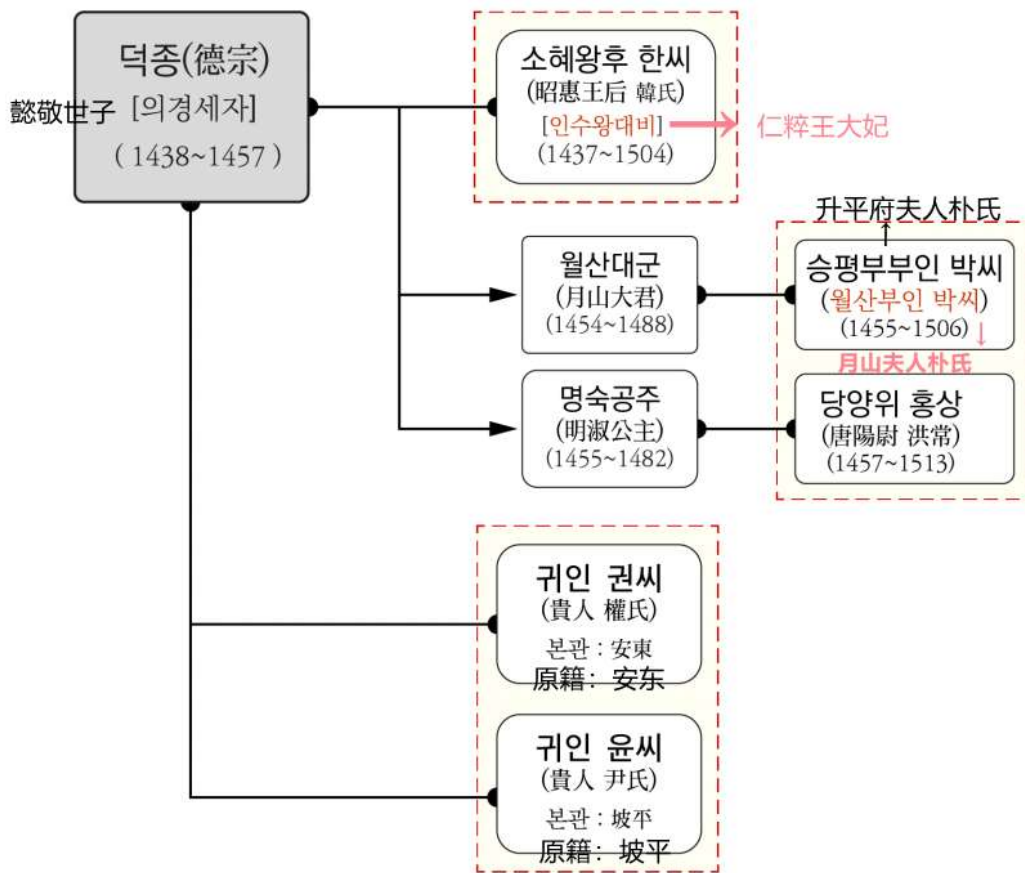 덕종(德宗)
懿敬世子 [의경세자]
( 1438~1457 )
소혜왕후 한씨
(昭惠王后 韓氏)
[인수왕대비] 仁粹王大妃
(1437~1504)
월산대군
(月山大君)
(1454~1488)
升平府夫人朴氏
승평부부인 박씨
(월산부인 박씨)
(1455~1506)
月山夫人朴氏
명숙공주
(明淑公主)
(1455~1482)
당양위 홍상
(唐陽尉 洪常)
(1457~1513)
귀인 권씨
(貴人 權氏)
본관 : 安東
原籍：安东
귀인 윤씨
(貴人 尹氏)
본관 : 坡平
原籍：坡平